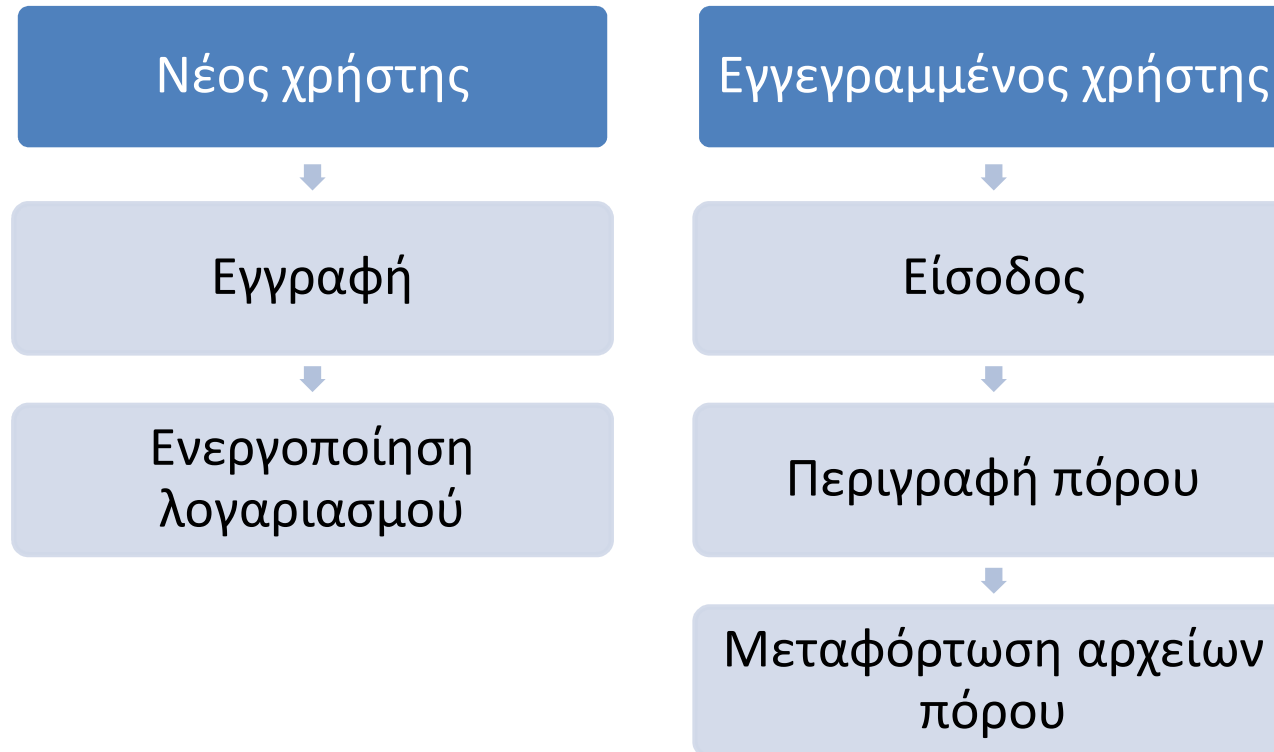 Νέος χρήστης
Εγγραφή
Ενεργοποίηση
λογαριασμού
Εγγεγραμμένος χρήστης
Είσοδος
Περιγραφή πόρου
Μεταφόρτωση αρχείων
πόρου